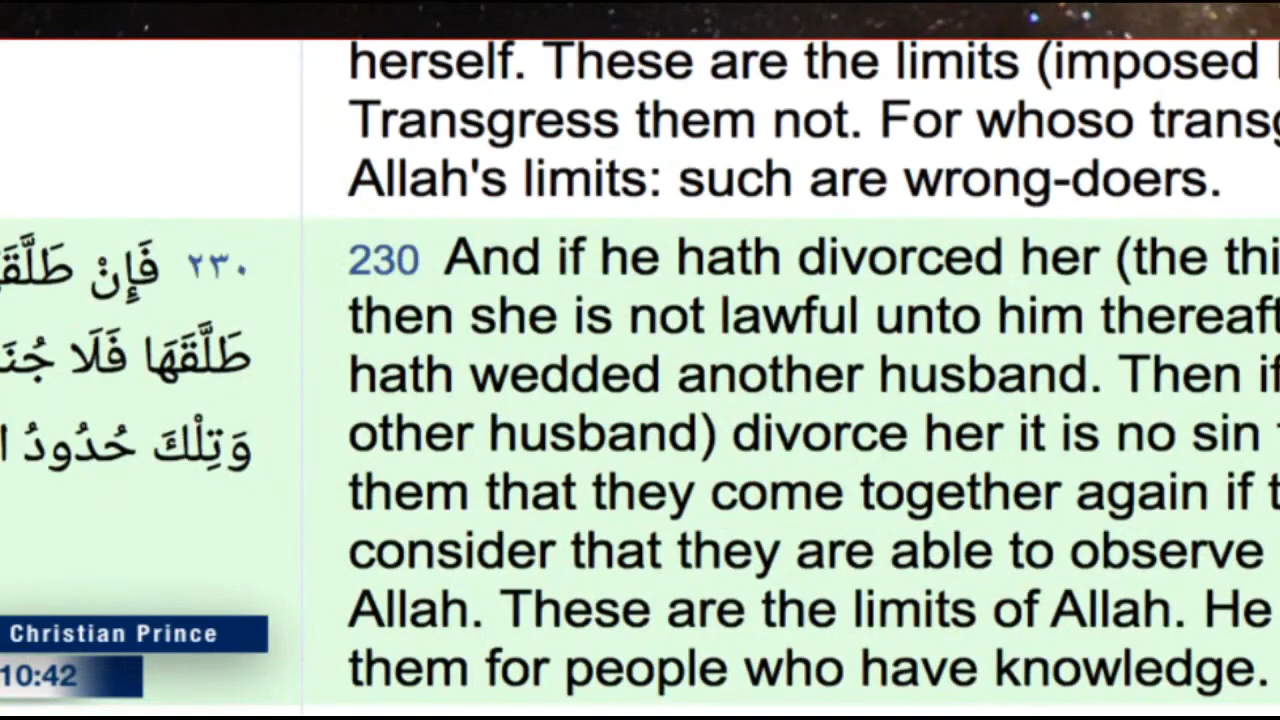 herself. These are the limits (imposed
Transgress them not. For whoso
Allah's limits: such are wrong-doers.
٢٣٠ فَإِنْ
طَلَّقَهَا فَلَا
وَتِلْكَ حُدُودُ
230 And if he hath divorced her (the
then she is not lawful unto him
hath wedded another husband. Then if
other husband) divorce her it is no sin
them that they come together again if
consider that they are able to observe
Allah. These are the limits of Allah. He
them for people who have knowledge.
Christian Prince
10:42